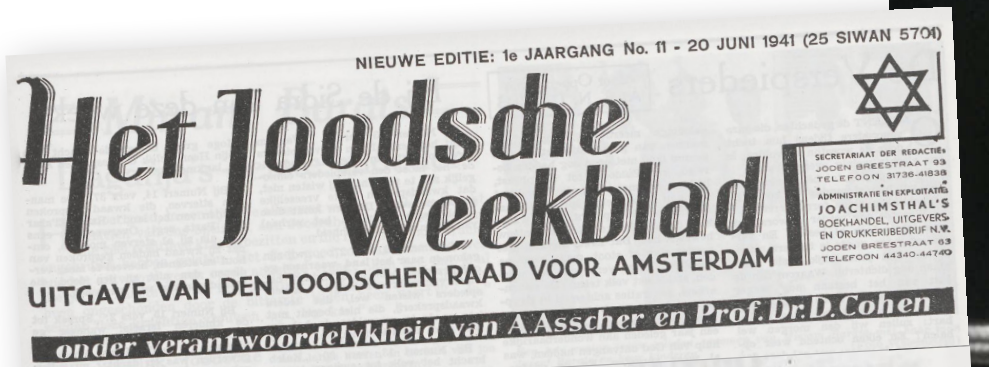 NIEUWE EDITIE: 1e JAARGANG No. 11 - 20 JUNI 1941 (25 SIWAN 5701)
Het Joodsche
Weekblad
UITGAVE VAN DEN JOODSCHEN RAAD VOOR AMSTERDAM
SECRETARIAAT DER REDACTIE:
JODEN BREESTRAAT 93
TELEFOON 31736-41838
ADMINISTRATIE EN EXPLOITATIE:
JOACHIMSTHAL'S
BOEKHANDEL, UITGEVERS-
EN DRUKKERIJBEDRIJF N.V.
JODEN BREESTRAAT 63
TELEFOON 44340-44740
onder verantwoordelykheid van A. Asscher en Prof. Dr. D. Cohen